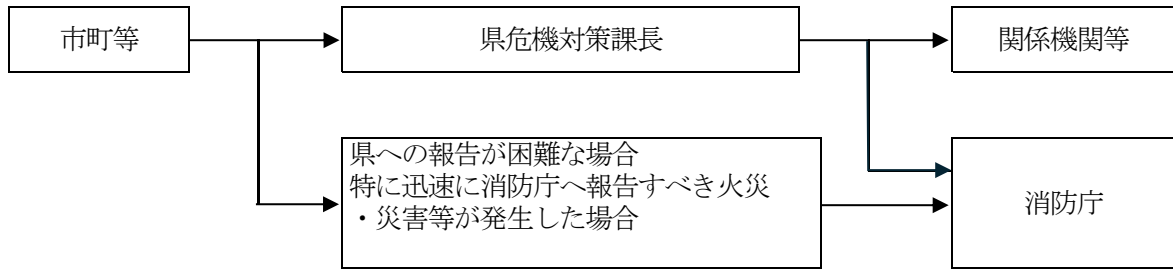 市町等
県危機対策課長
関係機関等
県への報告が困難な場合
特に迅速に消防庁へ報告すべき火災
・災害等が発生した場合
消防庁